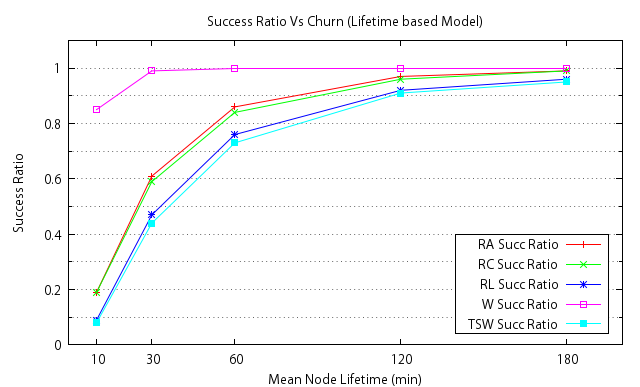 Success Ratio Vs Churn (Lifetime based Model)
Success Ratio
1
0.8
0.6
0.4
0.2
0
10 30 60 120 180
Mean Node Lifetime (min)
RA Succ Ratio
RC Succ Ratio
RL Succ Ratio
W Succ Ratio
TSW Succ Ratio